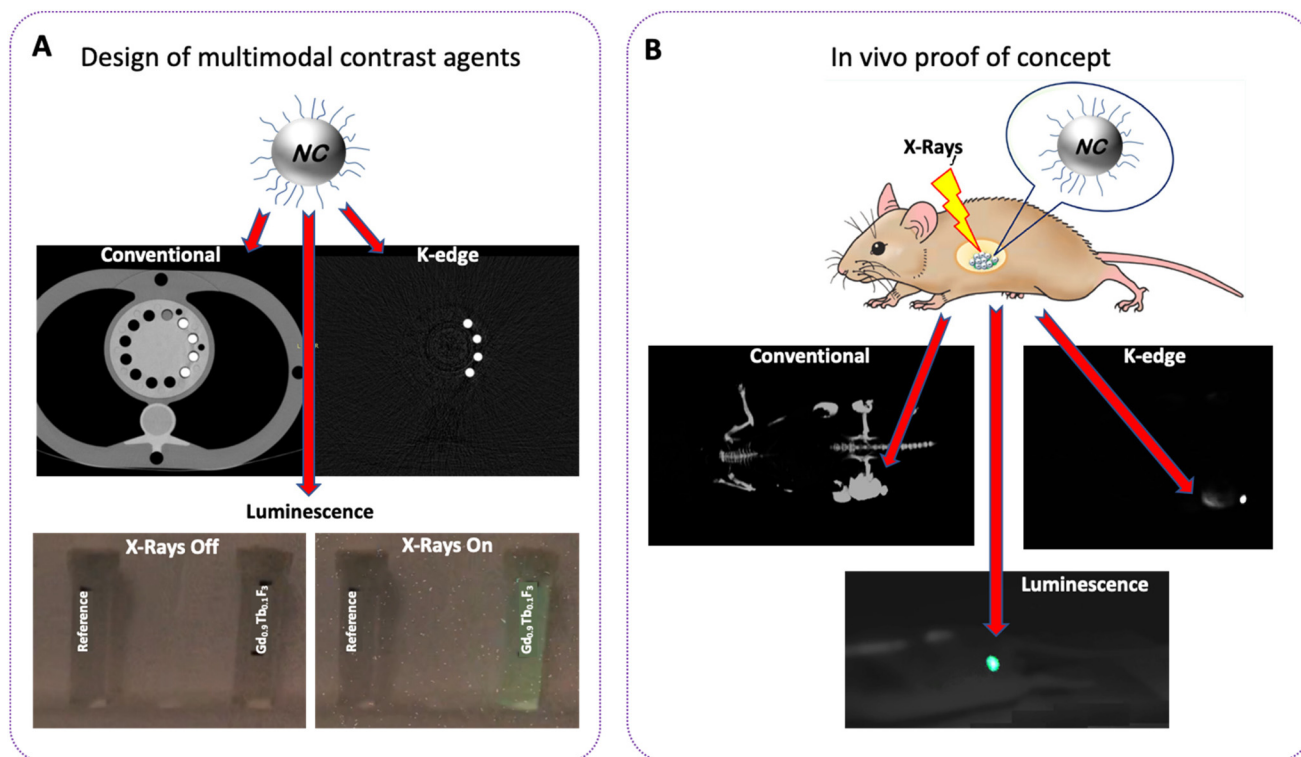 A
Design of multimodal contrast agents
NC
Conventional
K-edge
L
R
Luminescence
X-Rays Off
X-Rays On
Reference
Gd0.9Tb0.1F3
Reference
Gd0.9Tb0.1F3
B
In vivo proof of concept
NC
X-Rays
Conventional
K-edge
Luminescence